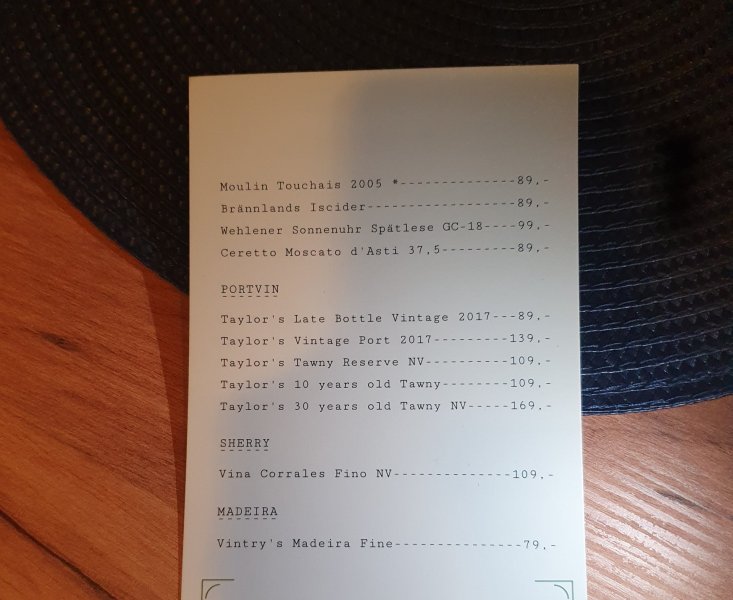 Moulin Touchais 2005 *--------------89,-
Brännlands Iscider------------------89,-
Wehlener Sonnenuhr Spätlese GC-18----99,-
Ceretto Moscato d'Asti 37,5---------89,-
PORTVIN
Taylor's Late Bottle Vintage 2017---89,-
Taylor's Vintage Port 2017---------139,-
Taylor's Tawny Reserve NV----------109,-
Taylor's 10 years old Tawny--------109,-
Taylor's 30 years old Tawny NV-----169,-
SHERRY
Vina Corrales Fino NV--------------109,-
MADEIRA
Vintry's Madeira Fine---------------79,-